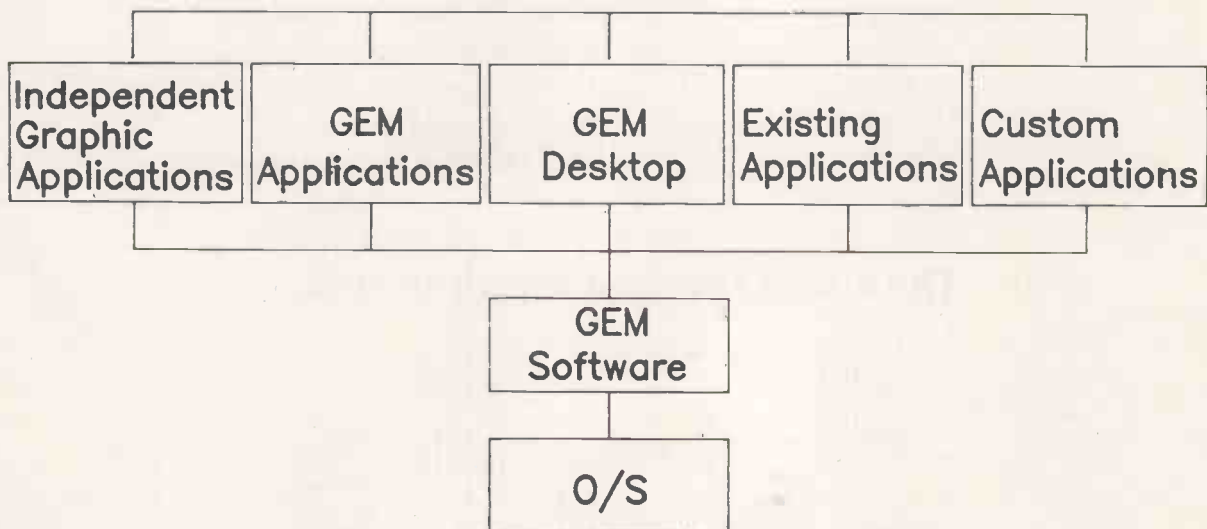 Independent
Graphic
Applications
GEM
Applications
GEM
Desktop
Existing
Applications
Custom
Applications
GEM
Software
O/S